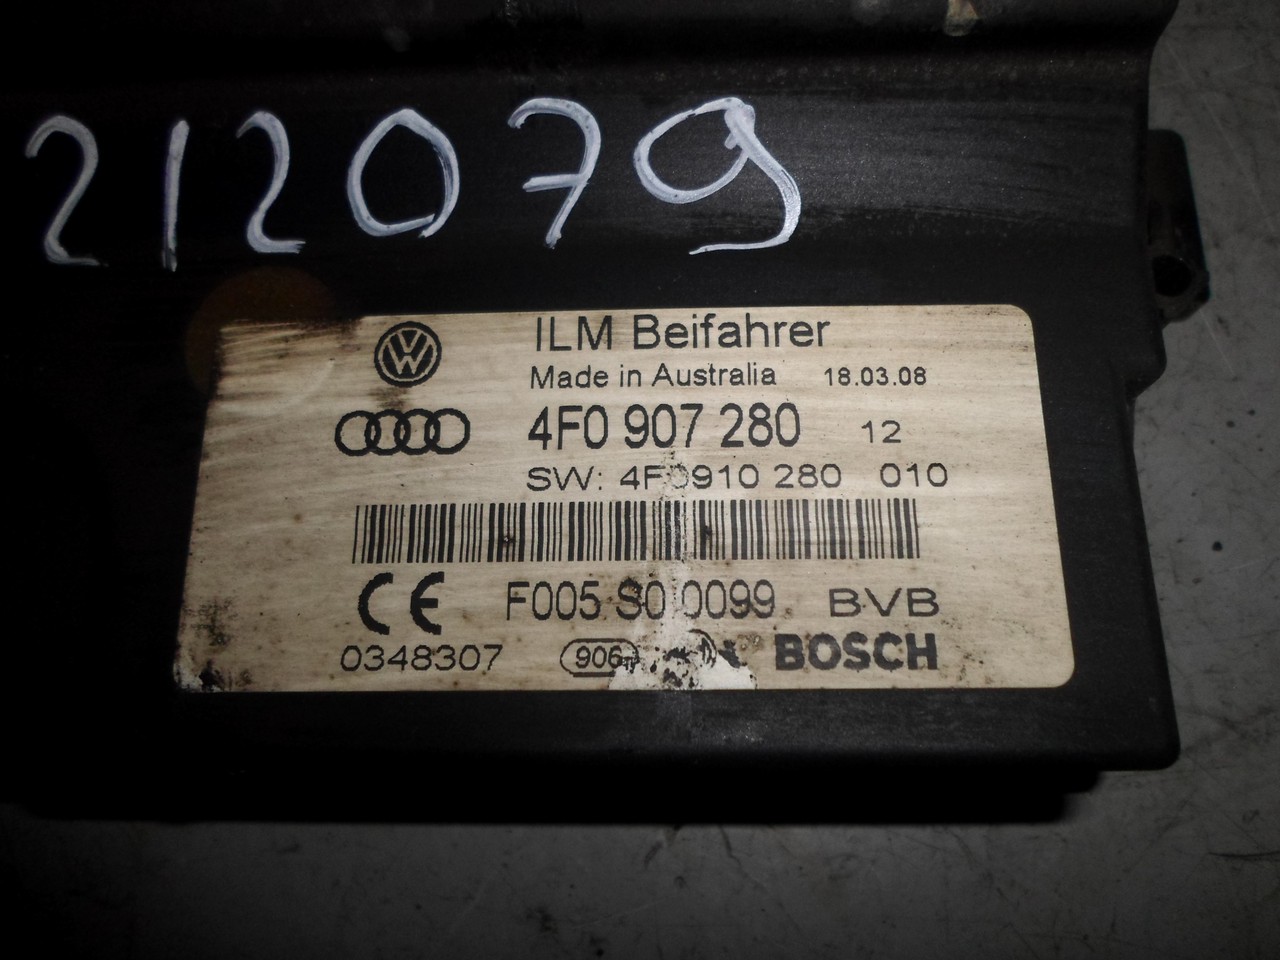 212079
ILM Beifahrer
Made in Australia 18.03.08
4F0 907 280 12
SW: 4F0910 280 010
CE F005 S0 0099 BVB
0348307 906 BOSCH